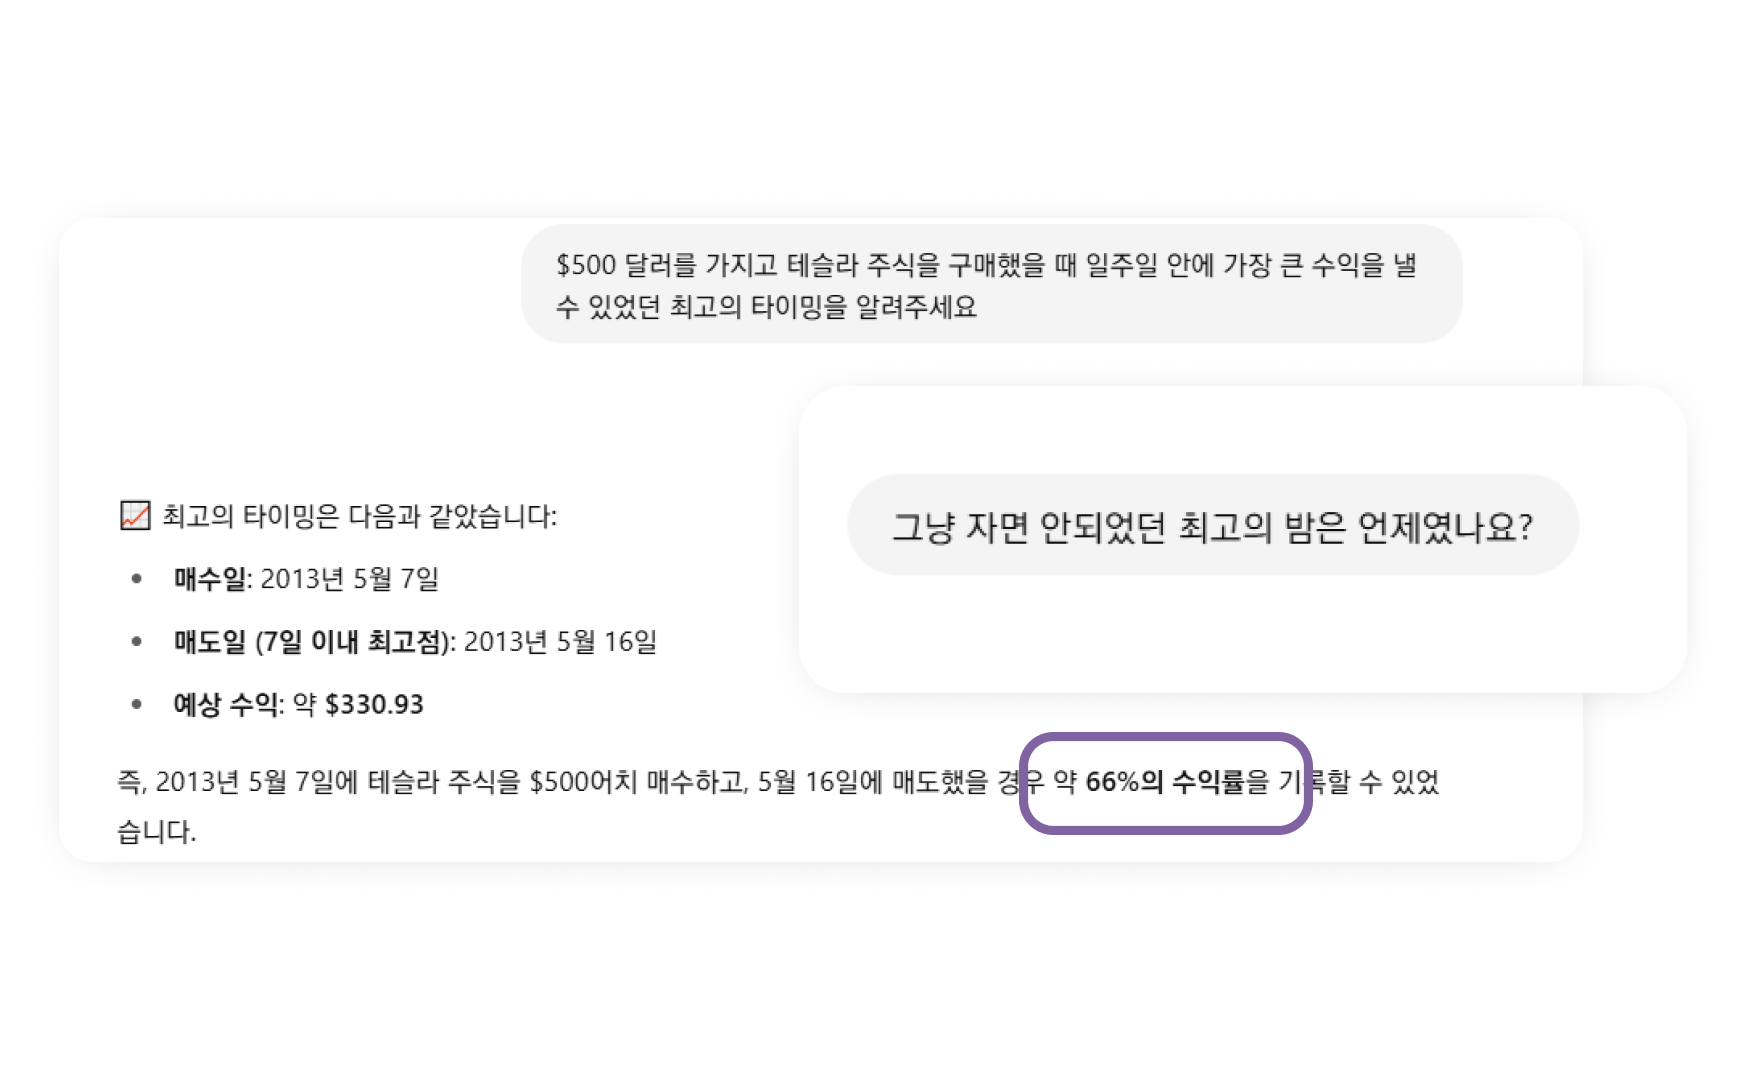 $500 달러를 가지고 테슬라 주식을 구매했을 때 일주일 안에 가장 큰 수익을 낼
수 있었던 최고의 타이밍을 알려주세요
그냥 자면 안되었던 최고의 밤은 언제였나요?
📈 최고의 타이밍은 다음과 같았습니다:
• 매수일: 2013년 5월 7일
• 매도일 (7일 이내 최고점): 2013년 5월 16일
• 예상 수익: 약 $330.93
즉, 2013년 5월 7일에 테슬라 주식을 $500어치 매수하고, 5월 16일에 매도했을 경우 약 66%의 수익률을 기록할 수 있었
습니다.